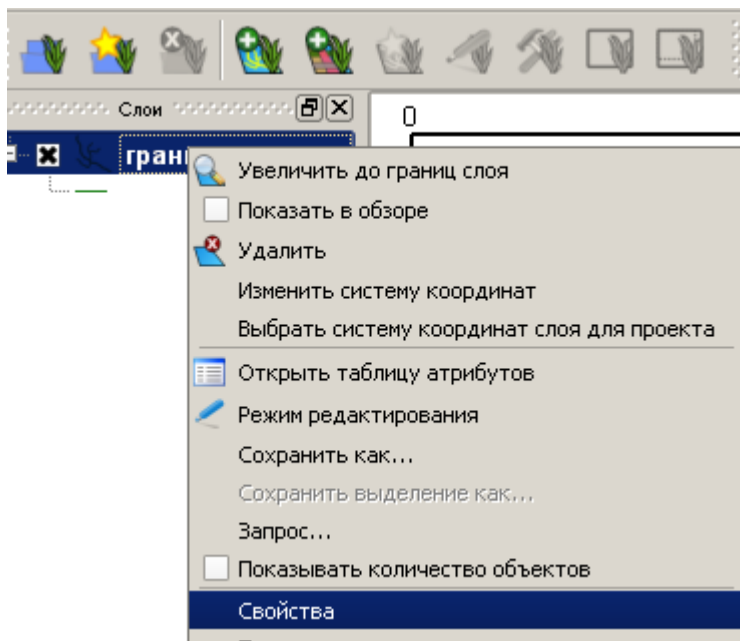 Слои
0
Увеличить до границ слоя
Показать в обзоре
Удалить
Изменить систему координат
Выбрать систему координат слоя для проекта
Открыть таблицу атрибутов
Режим редактирования
Сохранить как...
Сохранить выделение как...
Запрос...
Показывать количество объектов
Свойства